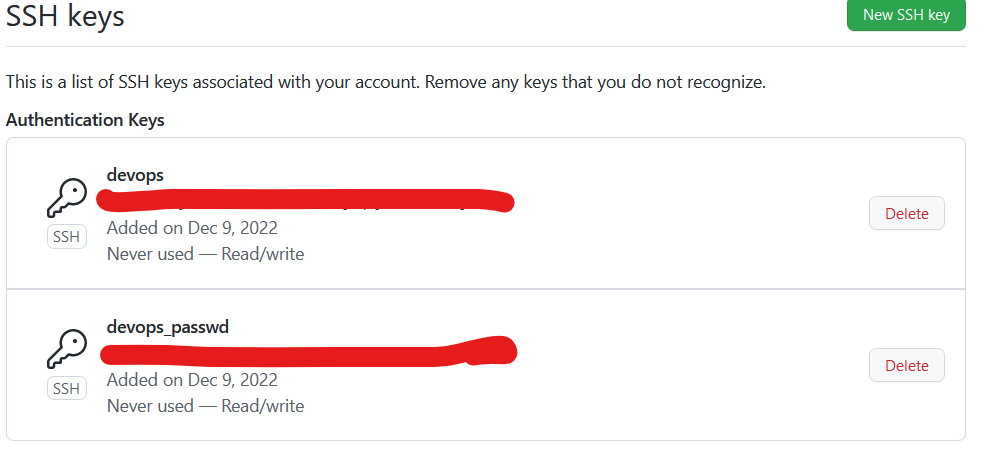 SSH keys
New SSH key
This is a list of SSH keys associated with your account. Remove any keys that you do not recognize.
Authentication Keys
devops
SSH
Added on Dec 9, 2022
Never used — Read/write
Delete
devops_passwd
SSH
Added on Dec 9, 2022
Never used — Read/write
Delete